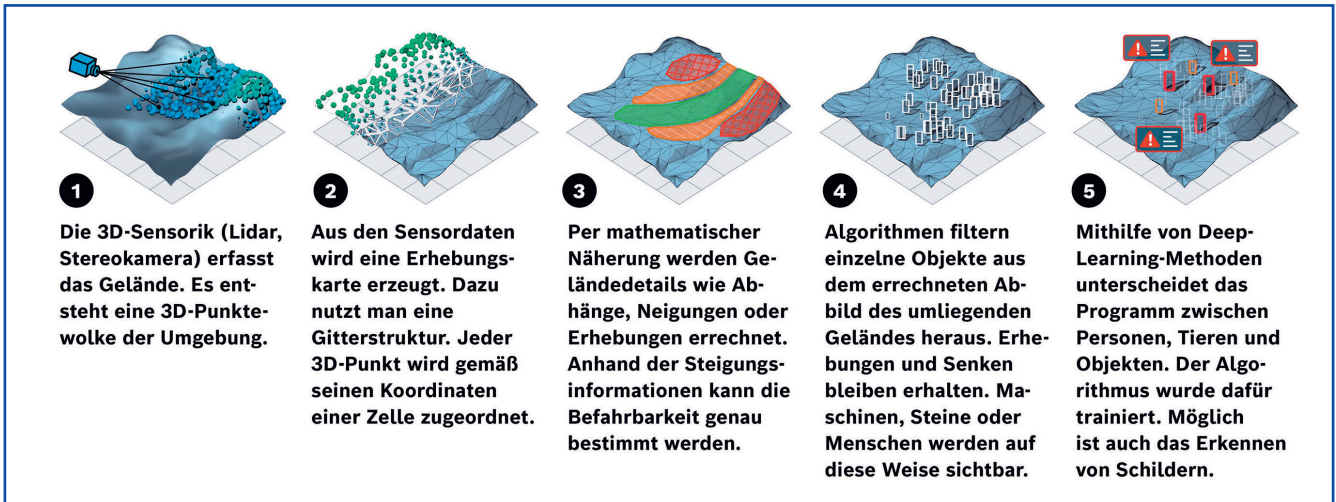 1
Die 3D-Sensorik (Lidar,
Stereokamera) erfasst
das Gelände. Es ent-
steht eine 3D-Punkte-
wolke der Umgebung.
2
Aus den Sensordaten
wird eine Erhebungs-
karte erzeugt. Dazu
nutzt man eine
Gitterstruktur. Jeder
3D-Punkt wird gemäß
seinen Koordinaten
einer Zelle zugeordnet.
3
Per mathematischer
Näherung werden Ge-
ländedetails wie Ab-
hänge, Neigungen oder
Erhebungen errechnet.
Anhand der Steigungs-
informationen kann die
Befahrbarkeit genau
bestimmt werden.
4
Algorithmen filtern
einzelne Objekte aus
dem errechneten Ab-
bild des umliegenden
Geländes heraus. Erhe-
bungen und Senken
bleiben erhalten. Ma-
schinen, Steine oder
Menschen werden auf
diese Weise sichtbar.
5
Mithilfe von Deep-
Learning-Methoden
unterscheidet das
Programm zwischen
Personen, Tieren und
Objekten. Der Algo-
rithmus wurde dafür
trainiert. Möglich
ist auch das Erkennen
von Schildern.